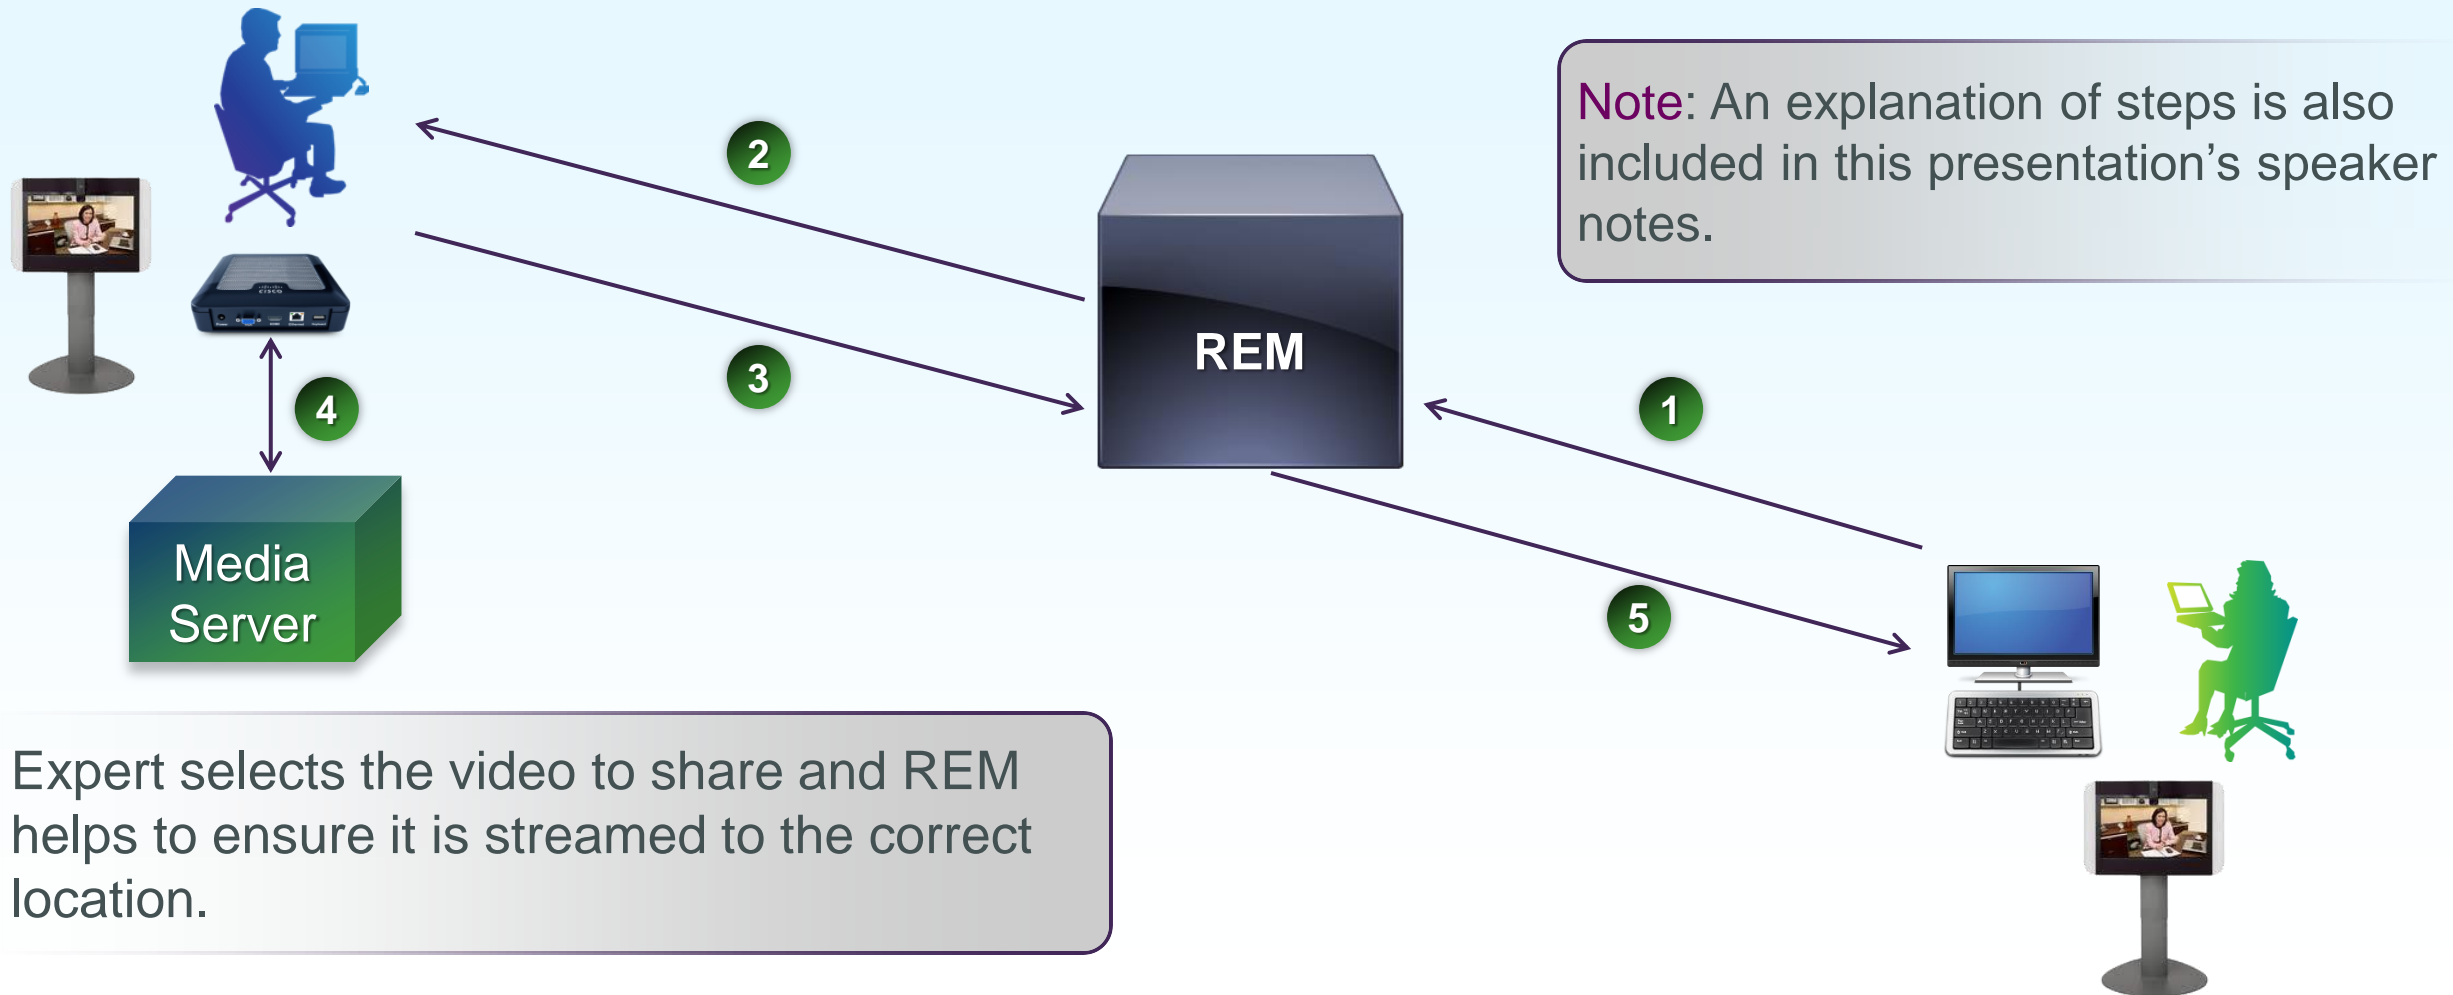 Note: An explanation of steps is also
included in this presentation’s speaker
notes.
2
REM
3
1
4
CISCO
Media
Server
5
Expert selects the video to share and REM
helps to ensure it is streamed to the correct
location.